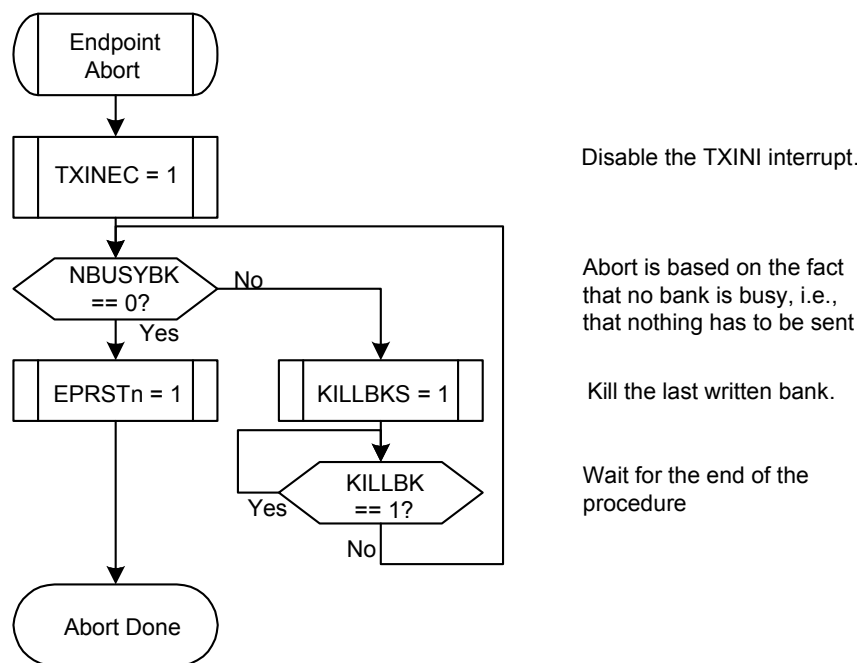 Endpoint
Abort
TXINEC = 1
Disable the TXINI interrupt.
NBUSYBK
== 0?
No
Yes
Abort is based on the fact
that no bank is busy, i.e.,
that nothing has to be sent
EPRSTn = 1
KILLBKS = 1
Kill the last written bank.
KILLBK
== 1?
Yes
No
Wait for the end of the
procedure
Abort Done